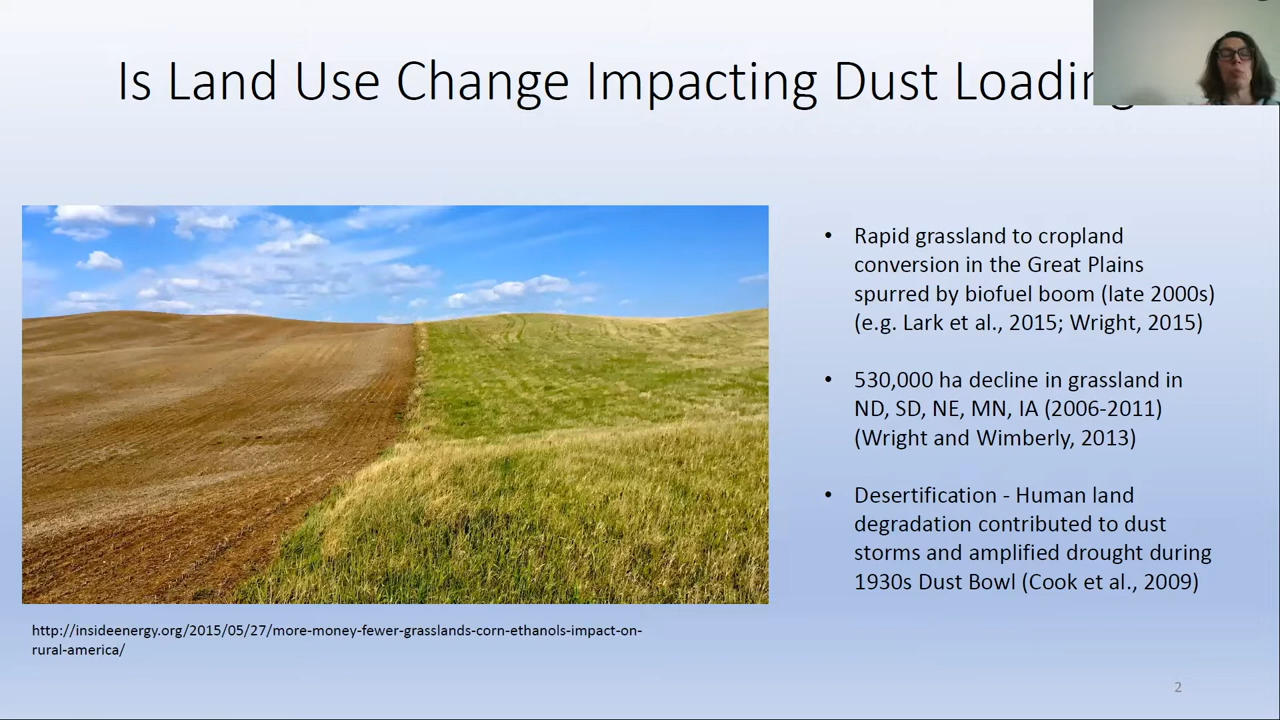 Is Land Use Change Impacting Dust Loading
• Rapid grassland to cropland
conversion in the Great Plains
spurred by biofuel boom (late 2000s)
(e.g. Lark et al., 2015; Wright, 2015)
• 530,000 ha decline in grassland in
ND, SD, NE, MN, IA (2006-2011)
(Wright and Wimberly, 2013)
• Desertification - Human land
degradation contributed to dust
storms and amplified drought during
1930s Dust Bowl (Cook et al., 2009)
http://insideenergy.org/2015/05/27/more-money-fewer-grasslands-corn-ethanols-impact-on-
rural-america/
2